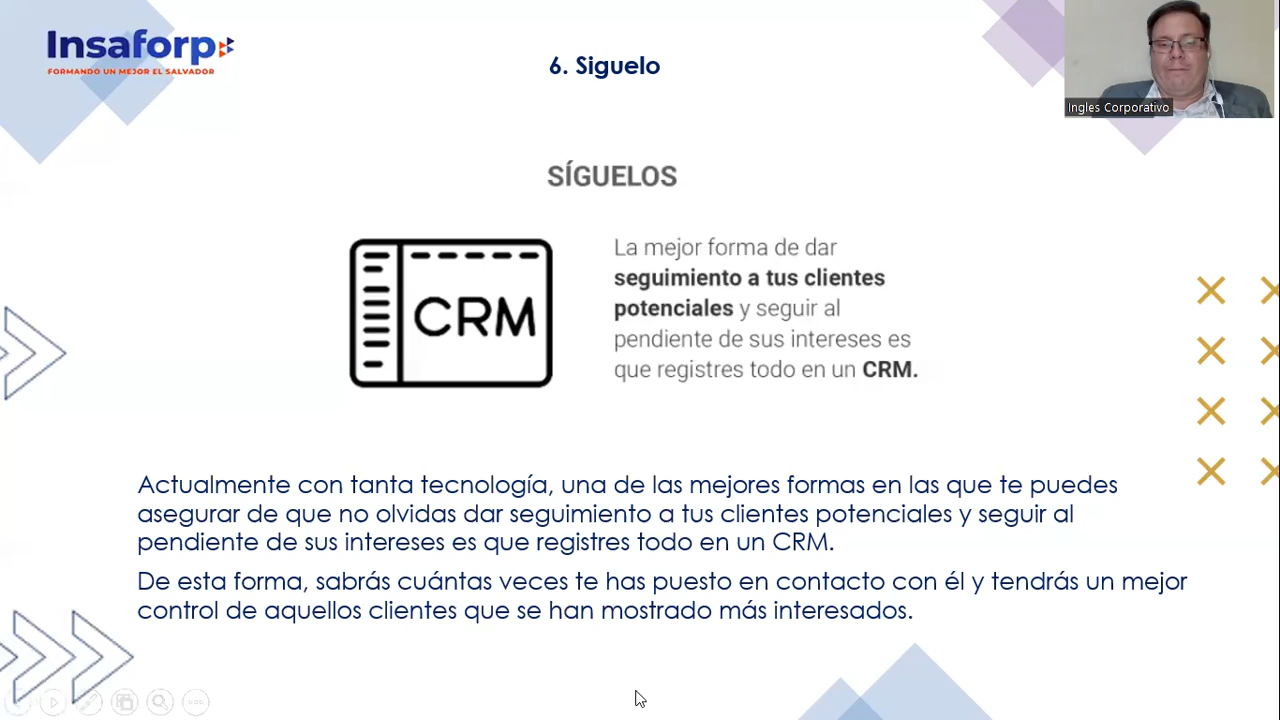 Insaforp
FORMANDO UN MEJOR EL SALVADOR
6. Siguelo
Ingles Corporativo
SÍGUELOS
CRM
La mejor forma de dar
seguimiento a tus clientes
potenciales y seguir al
pendiente de sus intereses es
que registres todo en un CRM.
Actualmente con tanta tecnología, una de las mejores formas en las que te puedes
asegurar de que no olvidas dar seguimiento a tus clientes potenciales y seguir al
pendiente de sus intereses es que registres todo en un CRM.
De esta forma, sabrás cuántas veces te has puesto en contacto con él y tendrás un mejor
control de aquellos clientes que se han mostrado más interesados.